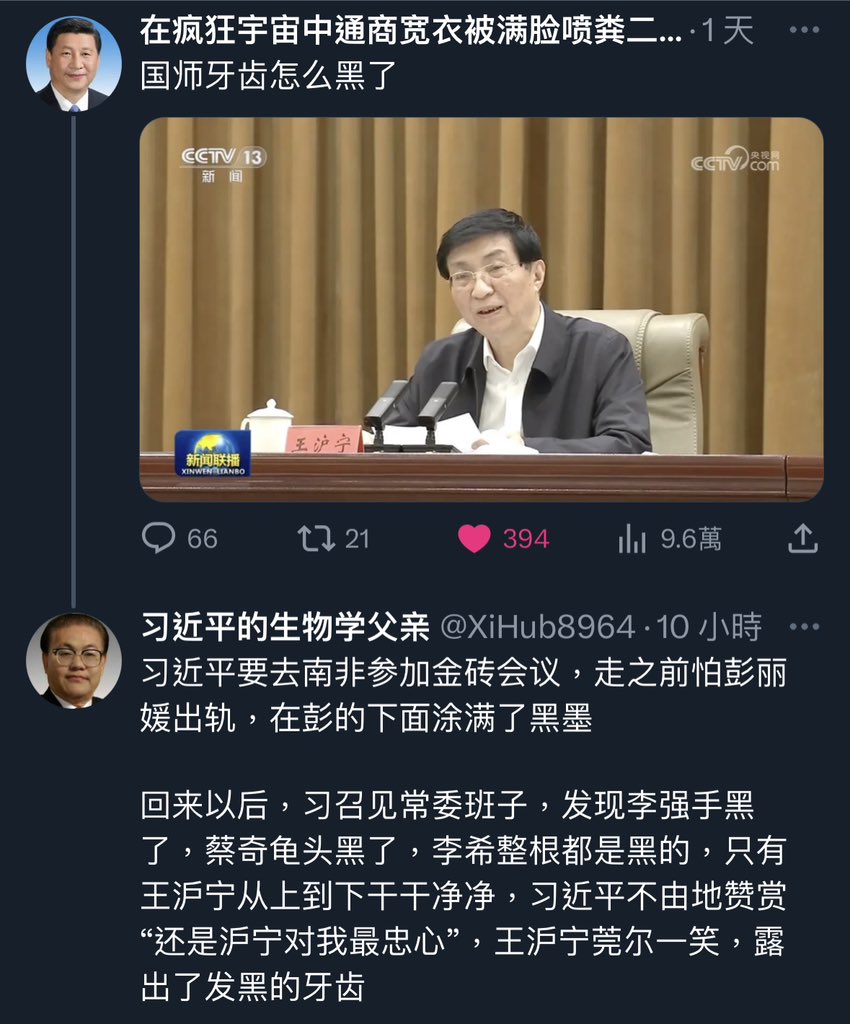 在疯狂宇宙中通商宽衣被满脸喷粪二...·1 天
国师牙齿怎么黑了
CCTV 13
新闻
CCTV 央视网
com
王沪宁
新闻联播
XINWEN LIANBO
66
21
394
9.6萬
习近平的生物学父亲 @XiHub8964·10 小時
习近平要去南非参加金砖会议，走之前怕彭丽
媛出轨，在彭的下面涂满了黑墨
回来以后，习召见常委班子，发现李强手黑
了，蔡奇龟头黑了，李希整根都是黑的，只有
王沪宁从上到下干干净净，习近平不由地赞赏
“还是沪宁对我最忠心”，王沪宁莞尔一笑，露
出了发黑的牙齿